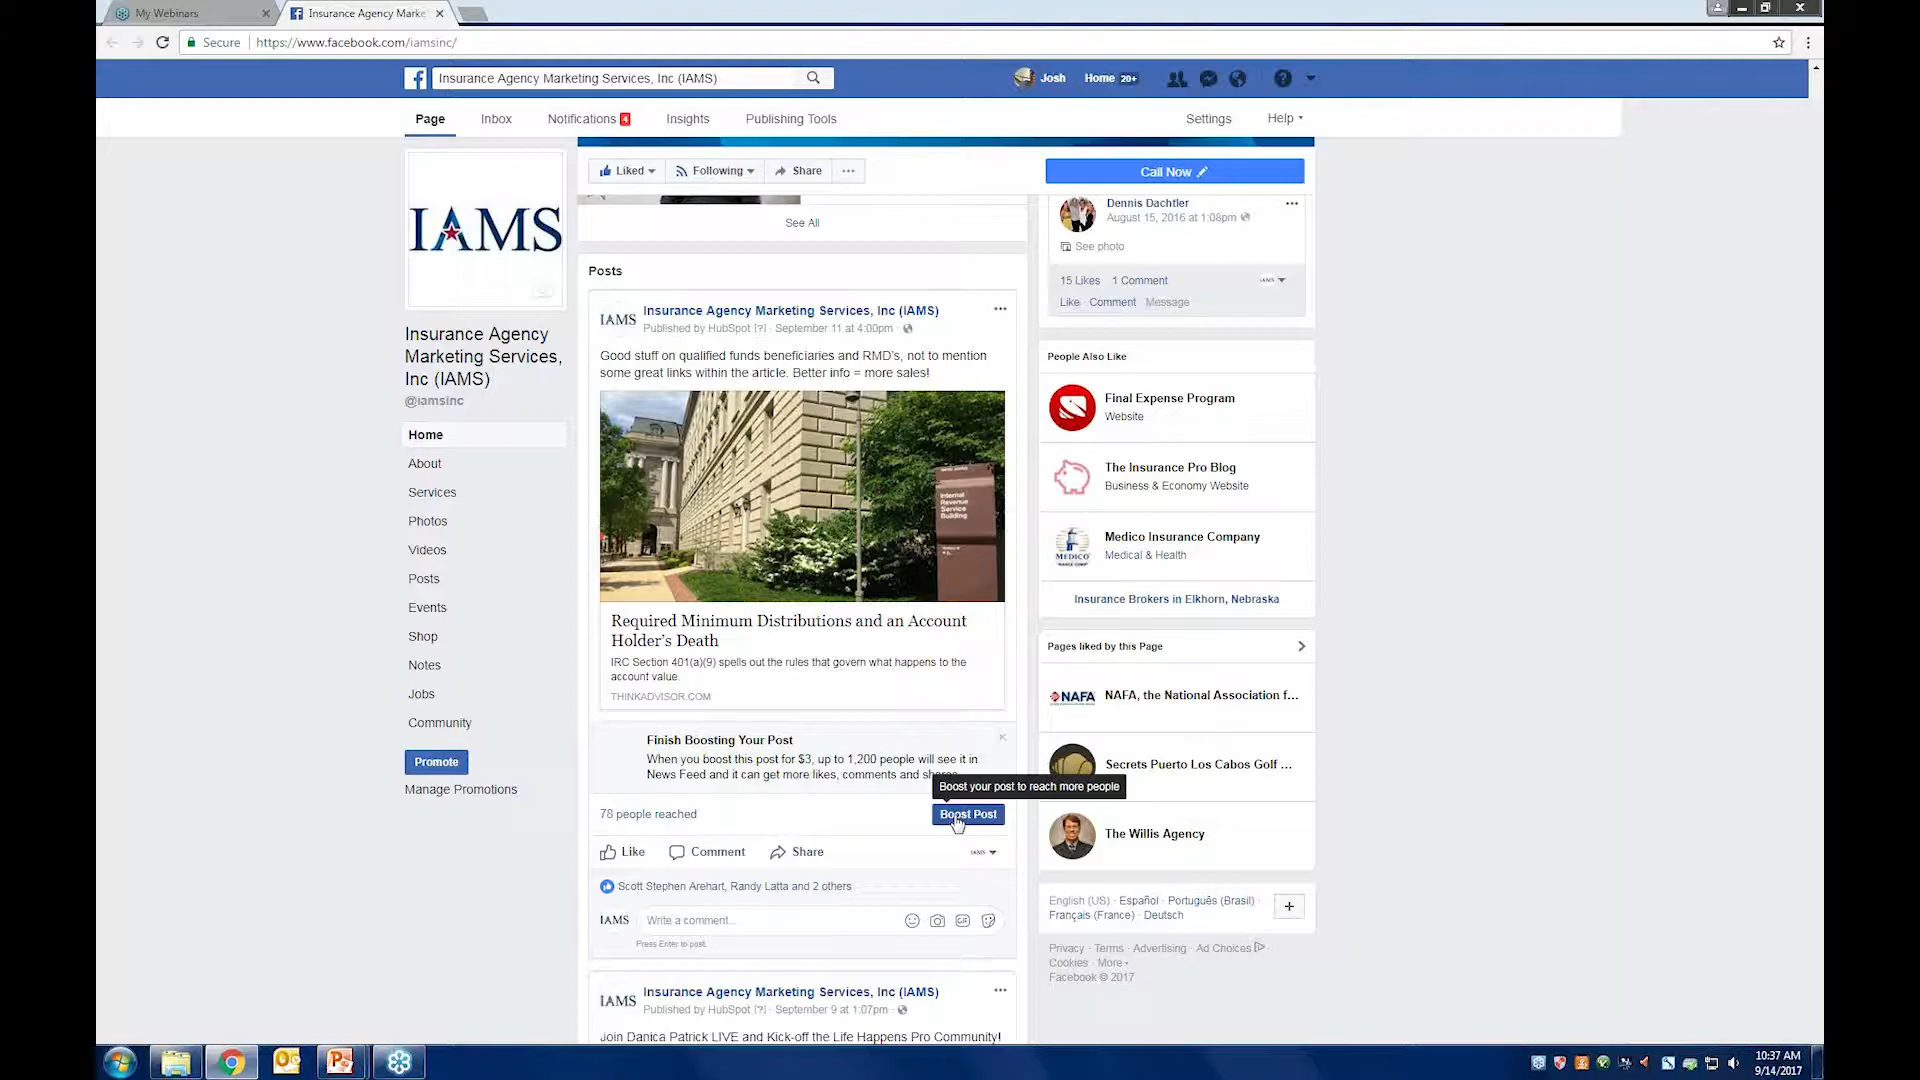 My Webinars
Insurance Agency Marke
Secure
https://www.facebook.com/iamsinc/
Insurance Agency Marketing Services, Inc (IAMS)
Josh
Home 20+
Page
Inbox
Notifications 4
Insights
Publishing Tools
Settings
Help
IAMS
Insurance Agency
Marketing Services,
Inc (IAMS)
@iamsinc
Home
About
Services
Photos
Videos
Posts
Events
Shop
Notes
Jobs
Community
Promote
Manage Promotions
Liked
Following
Share
Call Now
See All
Posts
IAMS
Insurance Agency Marketing Services, Inc (IAMS)
Published by HubSpot [?] · September 11 at 4:00pm ·
Good stuff on qualified funds beneficiaries and RMD's, not to mention
some great links within the article. Better info = more sales!
Internal
Revenue
Service
Building
Required Minimum Distributions and an Account
Holder's Death
IRC Section 401(a)(9) spells out the rules that govern what happens to the
account value.
THINKADVISOR.COM
Finish Boosting Your Post
When you boost this post for $3, up to 1,200 people will see it in
News Feed and it can get more likes, comments and
Boost your post to reach more people
78 people reached
Boost Post
Like
Comment
Share
IAMS
Scott Stephen Arehart, Randy Latta and 2 others
IAMS
Write a comment...
GIF
Press Enter to post.
IAMS
Insurance Agency Marketing Services, Inc (IAMS)
Published by HubSpot [?] · September 9 at 1:07pm ·
Join Danica Patrick LIVE and Kick-off the Life Happens Pro Community!
Dennis Dachtler
August 15, 2016 at 1:08pm
See photo
15 Likes 1 Comment
IAMS
Like · Comment · Message
People Also Like
Final Expense Program
Website
The Insurance Pro Blog
Business & Economy Website
MEDICO
Medico Insurance Company
Medical & Health
Insurance Brokers in Elkhorn, Nebraska
Pages liked by this Page
NAFA
NAFA, the National Association f...
Secrets Puerto Los Cabos Golf ...
The Willis Agency
English (US) · Español · Português (Brasil) ·
Français (France) · Deutsch
Privacy · Terms · Advertising · Ad Choices ·
Cookies · More
Facebook © 2017
10:37 AM
9/14/2017